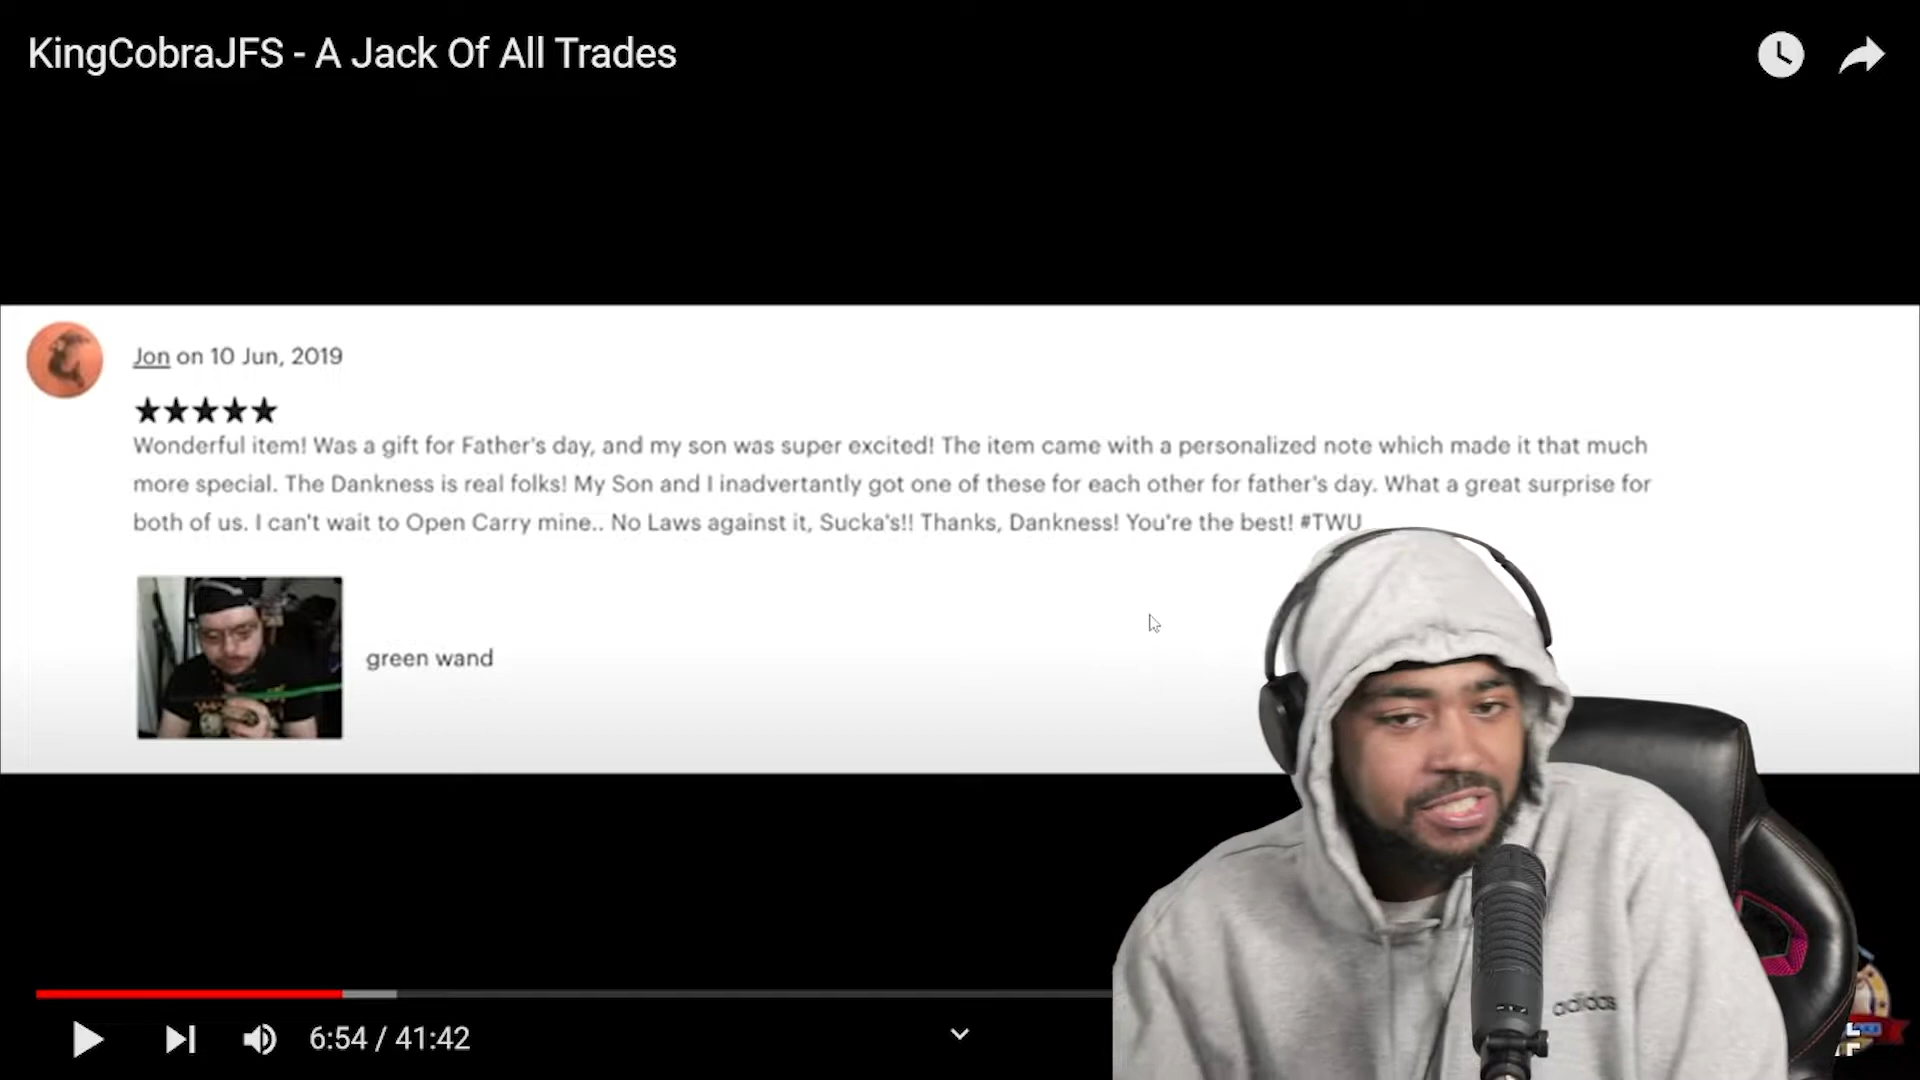 KingCobraJFS - A Jack Of All Trades
Jon on 10 Jun, 2019
★★★★★
Wonderful item! Was a gift for Father's day, and my son was super excited! The item came with a personalized note which made it that much
more special. The Dankness is real folks! My Son and I inadvertantly got one of these for each other for father's day. What a great surprise for
both of us. I can't wait to Open Carry mine.. No Laws against it, Sucka's!! Thanks, Dankness! You're the best! #TWU
green wand
adidas
6:54 / 41:42